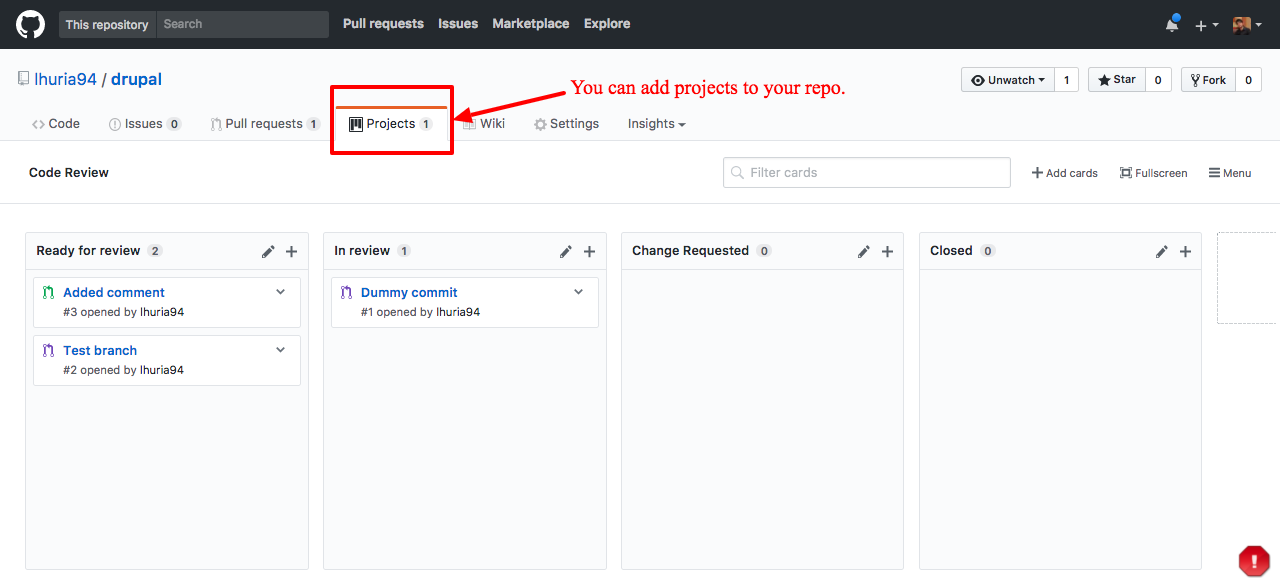 This repository Search Pull requests Issues Marketplace Explore
lhuria94 / drupal
Unwatch 1 Star 0 Fork 0
You can add projects to your repo.
Code Issues 0 Pull requests 1 Projects 1 Wiki Settings Insights
Code Review Filter cards Add cards Fullscreen Menu
Ready for review 2
Added comment
#3 opened by lhuria94
Test branch
#2 opened by lhuria94
In review 1
Dummy commit
#1 opened by lhuria94
Change Requested 0
Closed 0